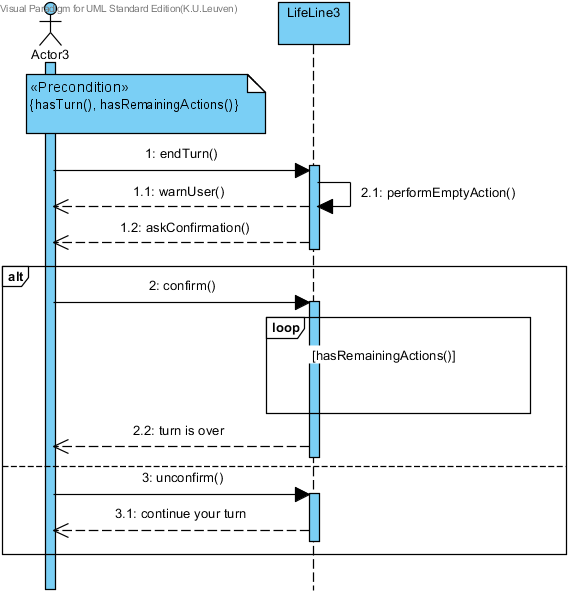 Visual Paradigm for UML Standard Edition(K.U.Leuven)
LifeLine3
Actor3
«Precondition»
{hasTurn(), hasRemainingActions()}
1: endTurn()
1.1: warnUser()
2.1: performEmptyAction()
1.2: askConfirmation()
alt
2: confirm()
loop
[hasRemainingActions()]
2.2: turn is over
3: unconfirm()
3.1: continue your turn